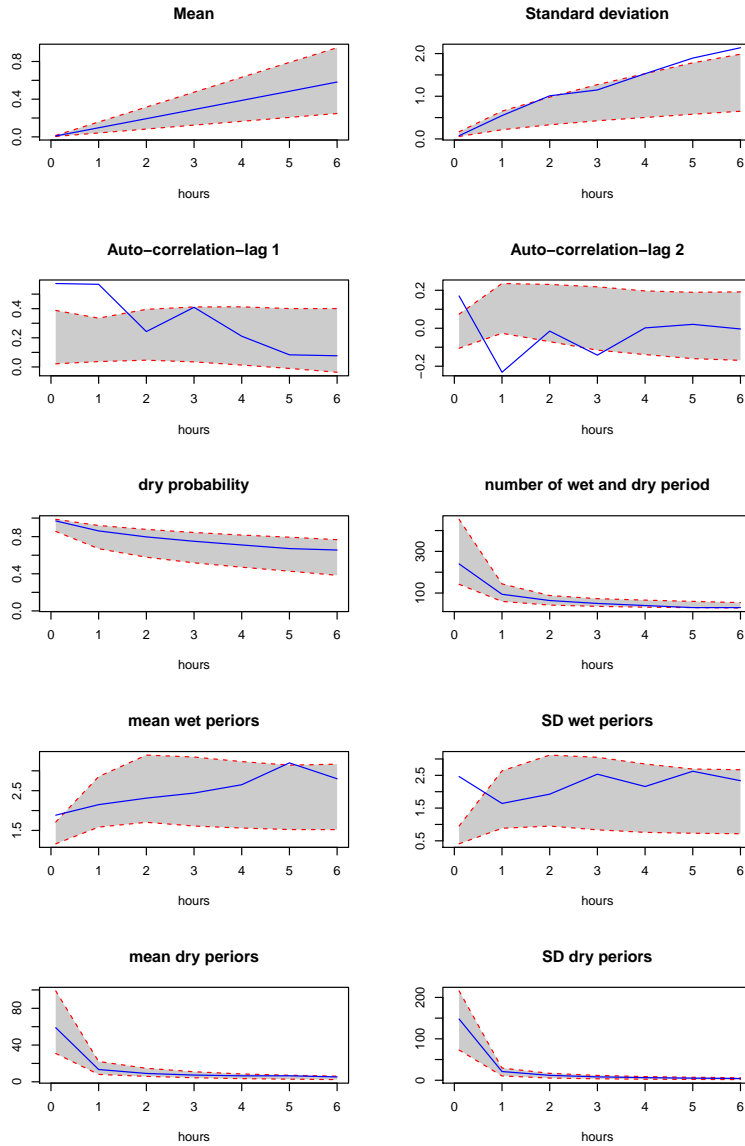 Mean
0.0 0.4 0.8
0 1 2 3 4 5 6
hours
Standard deviation
0.0 1.0 2.0
0 1 2 3 4 5 6
hours
Auto−correlation−lag 1
0.0 0.2 0.4
0 1 2 3 4 5 6
hours
Auto−correlation−lag 2
−0.2 0.0 0.2
0 1 2 3 4 5 6
hours
dry probability
0.0 0.4 0.8
0 1 2 3 4 5 6
hours
number of wet and dry period
100 300
0 1 2 3 4 5 6
hours
mean wet periors
1.5 2.5
0 1 2 3 4 5 6
hours
SD wet periors
0.5 1.5 2.5
0 1 2 3 4 5 6
hours
mean dry periors
0 40 80
0 1 2 3 4 5 6
hours
SD dry periors
0 100 200
0 1 2 3 4 5 6
hours